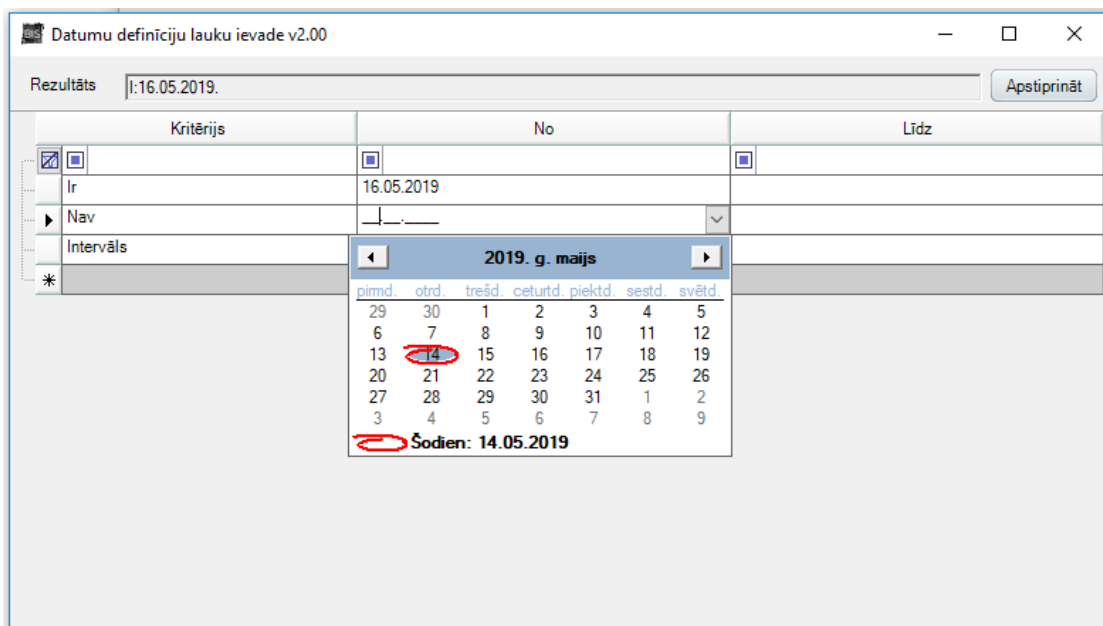 Datumu definīciju lauku ievade v2.00
Rezultāts I:16.05.2019. Apstiprināt
Kritērijs No Līdz
Ir 16.05.2019
Nav __.__.____
Intervāls
2019. g. maijs
pirmd. otrd. trešd. ceturtd. piektd. sestd. svētd.
29 30 1 2 3 4 5
6 7 8 9 10 11 12
13 14 15 16 17 18 19
20 21 22 23 24 25 26
27 28 29 30 31 1 2
3 4 5 6 7 8 9
Šodien: 14.05.2019